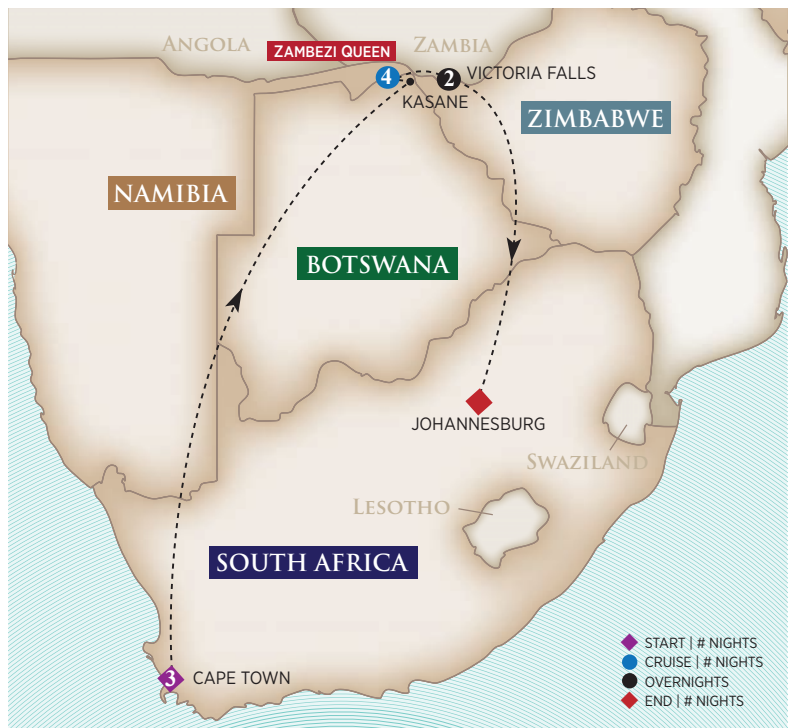 ANGOLA
ZAMBEZI QUEEN
ZAMBIA
4
2
VICTORIA FALLS
KASANE
ZIMBABWE
NAMIBIA
BOTSWANA
JOHANNESBURG
SWAZILAND
LESOTHO
SOUTH AFRICA
3
CAPE TOWN
START | # NIGHTS
CRUISE | # NIGHTS
OVERNIGHTS
END | # NIGHTS